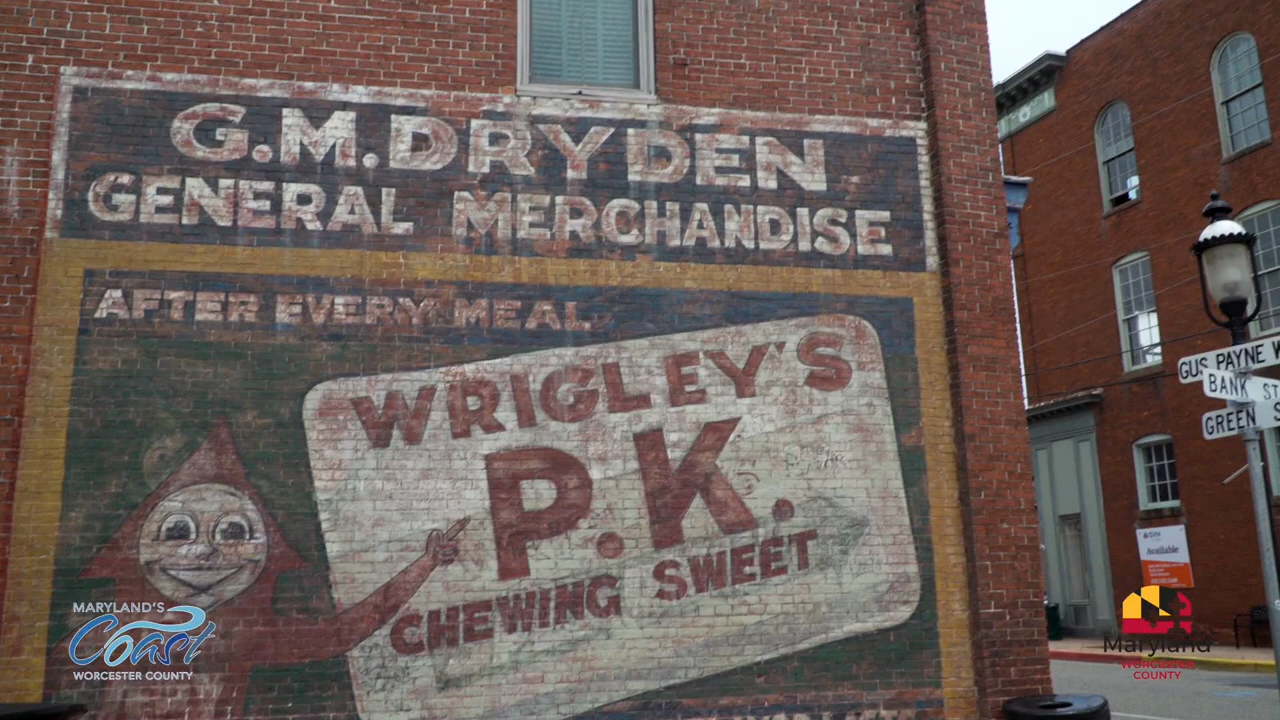 G.M.DRYDEN
GENERAL MERCHANDISE
AFTER EVERY MEAL
WRIGLEY'S
P.K.
CHEWING SWEET
GUS PAYNE
BANK ST
GREEN
Available
MARYLAND'S
Coast
WORCESTER COUNTY
Maryland
WORCESTER
COUNTY